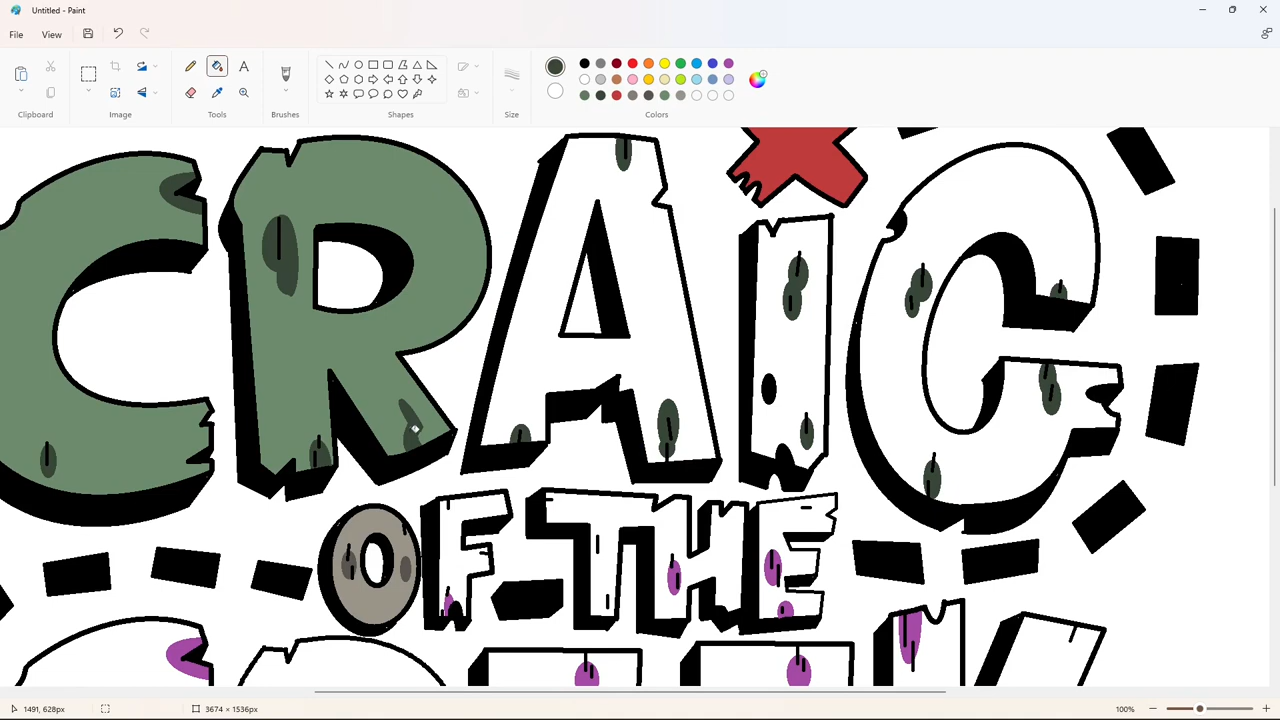 Untitled - Paint
File View
Clipboard Image Tools Brushes Shapes Size Colors
CRAIC
OF THE
1491, 628px 3674 × 1536px 100%